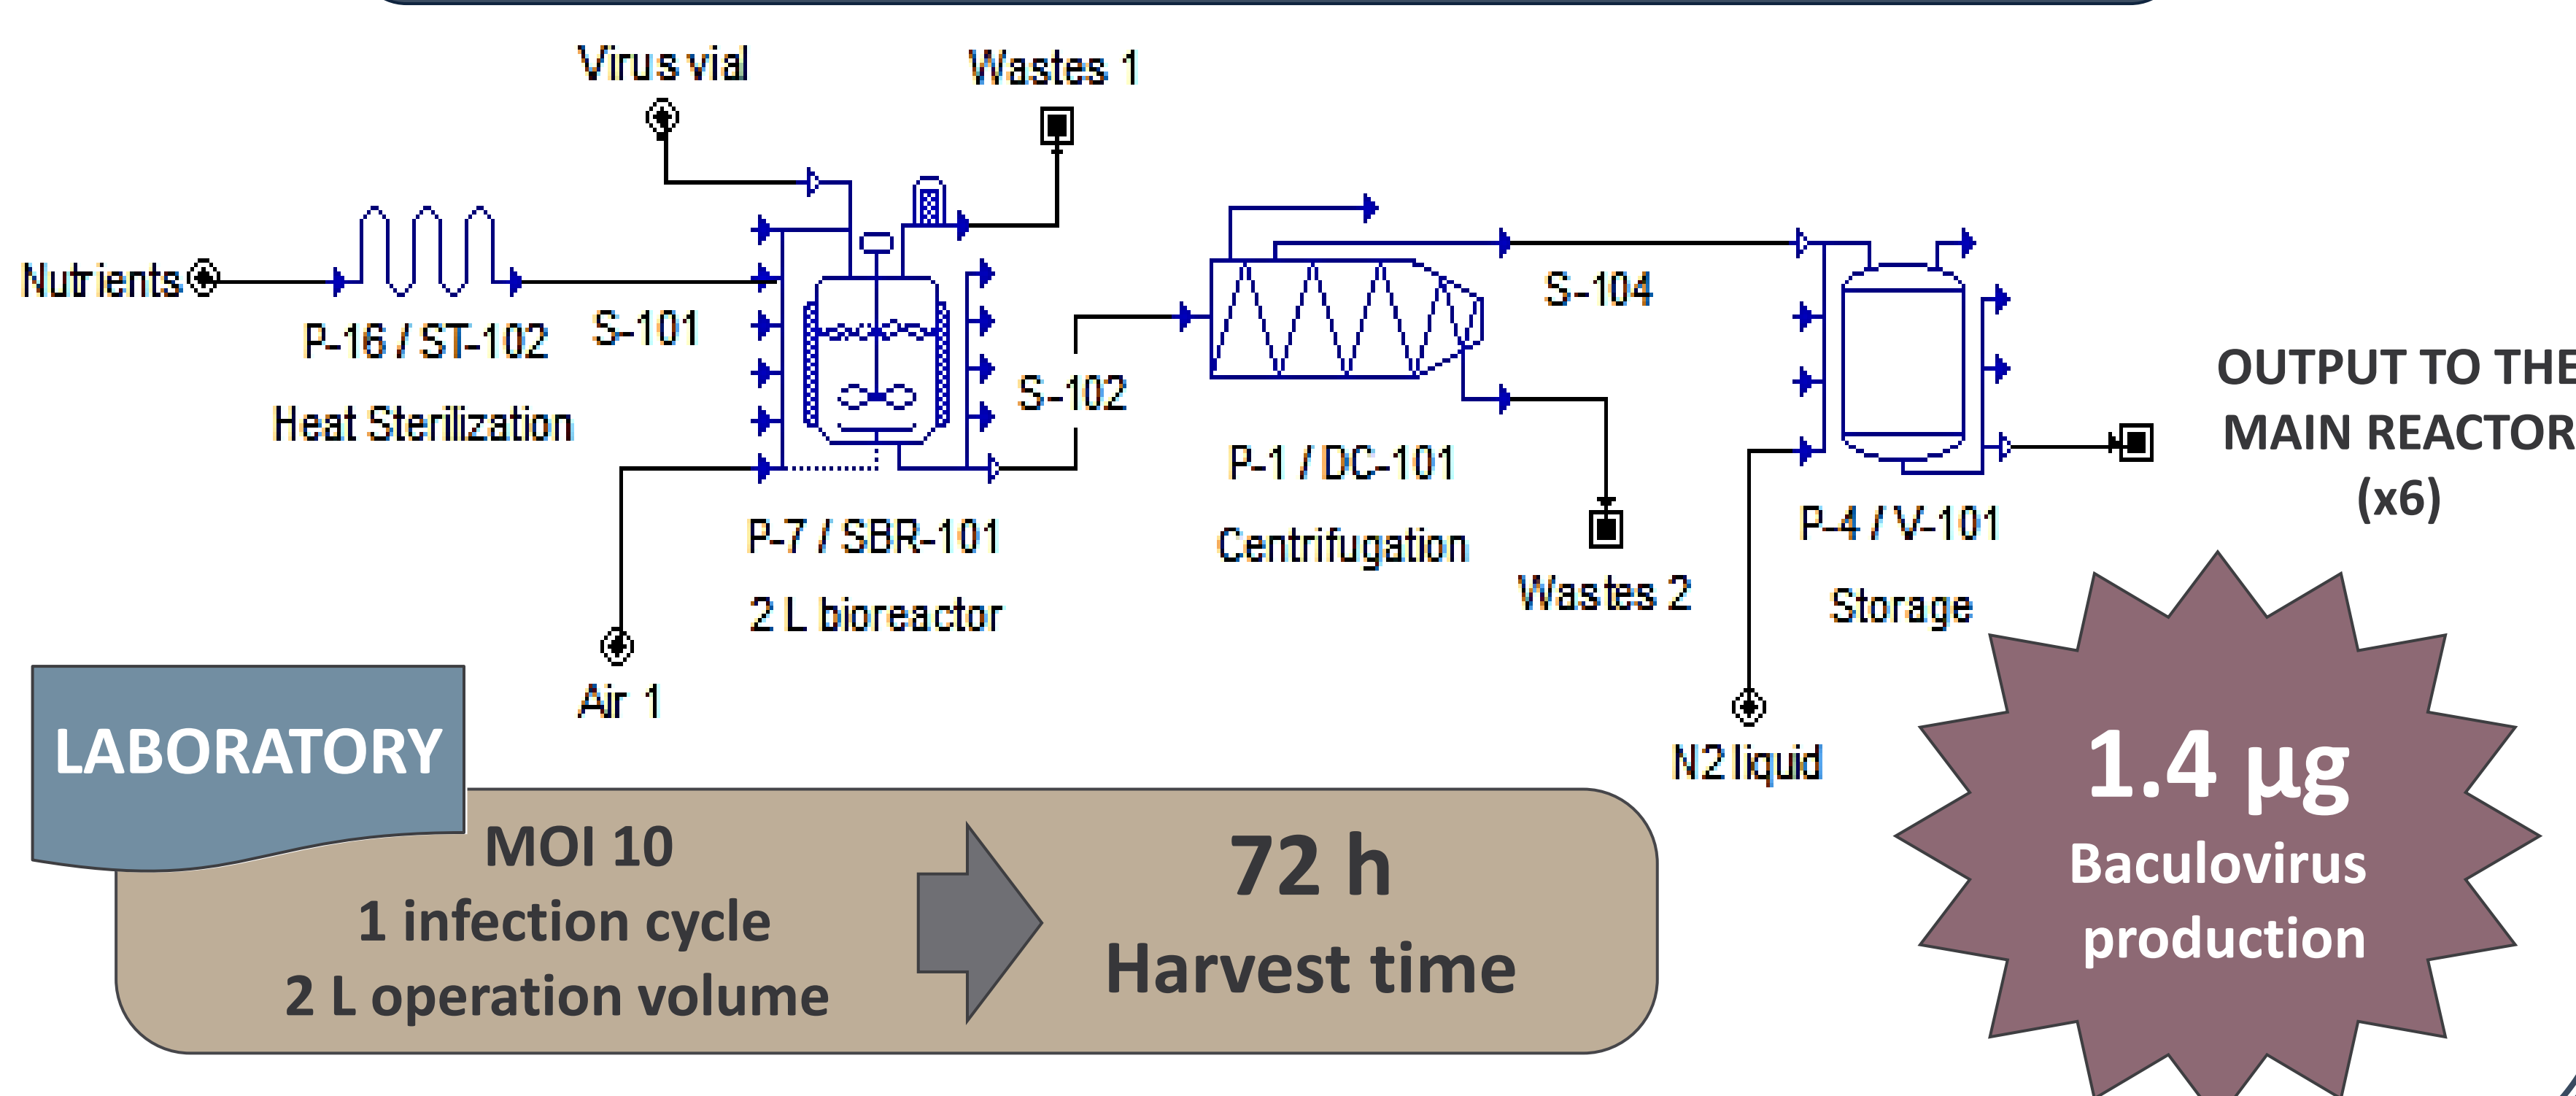 Virus vial
Wastes 1
Nutrients
P-16 / ST-102
Heat Sterilization
S-101
S-102
P-7 / SBR-101
2 L bioreactor
Air 1
P-1 / DC-101
Centrifugation
S-104
Wastes 2
P-4 / V-101
Storage
N2 liquid
OUTPUT TO THE
MAIN REACTOR
(x6)
LABORATORY
MOI 10
1 infection cycle
2 L operation volume
72 h
Harvest time
1.4 µg
Baculovirus
production